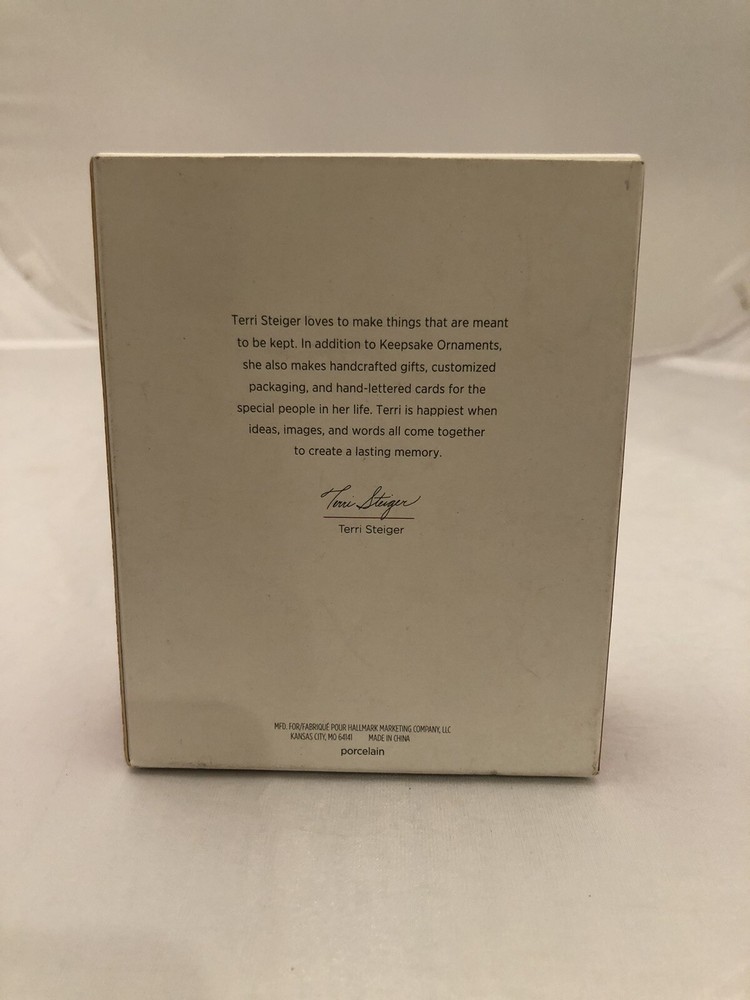 Terri Steiger loves to make things that are meant
to be kept. In addition to Keepsake Ornaments,
she also makes handcrafted gifts, customized
packaging, and hand-lettered cards for the
special people in her life. Terri is happiest when
ideas, images, and words all come together
to create a lasting memory.
Terri Steiger
Terri Steiger
MFD. FOR/FABRIQUÉ POUR HALLMARK MARKETING COMPANY, LLC
KANSAS CITY, MO 64141 MADE IN CHINA
porcelain